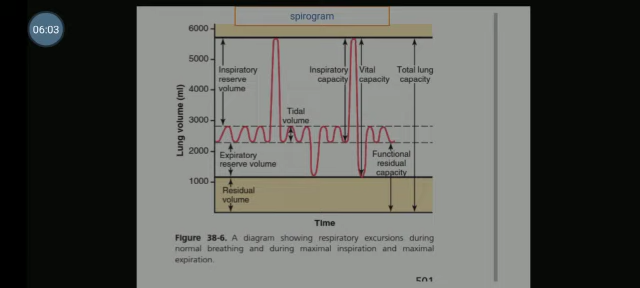 06:03
spirogram
6000
5000
4000
3000
2000
1000
Lung volume (ml)
Inspiratory
reserve
volume
Tidal
volume
Inspiratory
capacity
Vital
capacity
Total lung
capacity
Expiratory
reserve volume
Functional
residual
capacity
Residual
volume
Time
Figure 38-6. A diagram showing respiratory excursions during
normal breathing and during maximal inspiration and maximal
expiration.
501